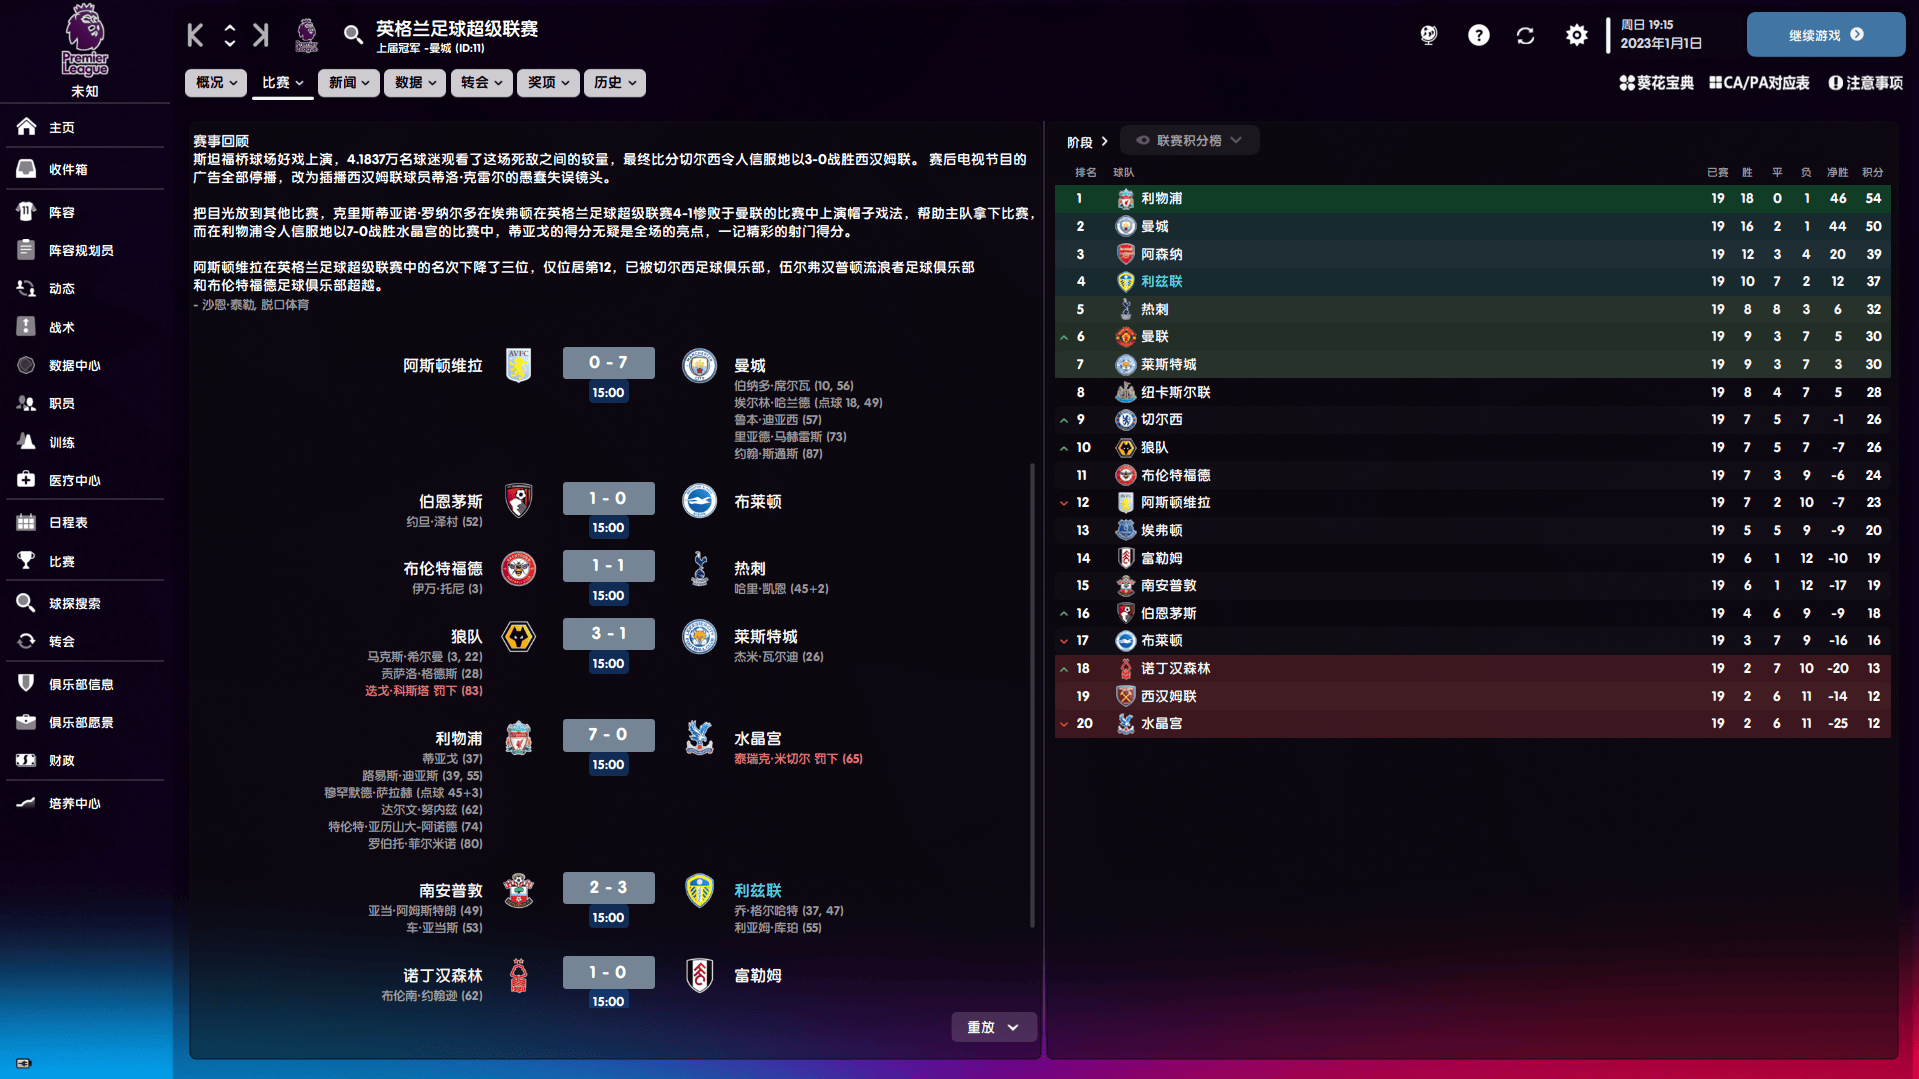 Premier League
未知
主页
收件箱
阵容
阵容规划员
动态
战术
数据中心
职员
训练
医疗中心
日程表
比赛
球探搜索
转会
俱乐部信息
俱乐部愿景
财政
培养中心
英格兰足球超级联赛
上届冠军 -曼城 (ID:11)
周日 19:15
2023年1月1日
继续游戏
概况 比赛 新闻 数据 转会 奖项 历史
葵花宝典 CA/PA对应表 注意事项
赛事回顾
斯坦福桥球场好戏上演，4.1837万名球迷观看了这场死敌之间的较量，最终比分切尔西令人信服地以3-0战胜西汉姆联。 赛后电视节目的
广告全部停播，改为插播西汉姆联球员蒂洛·克雷尔的愚蠢失误镜头。
把目光放到其他比赛，克里斯蒂亚诺·罗纳尔多在埃弗顿在英格兰足球超级联赛4-1惨败于曼联的比赛中上演帽子戏法，帮助主队拿下比赛，
而在利物浦令人信服地以7-0战胜水晶宫的比赛中，蒂亚戈的得分无疑是全场的亮点，一记精彩的射门得分。
阿斯顿维拉在英格兰足球超级联赛中的名次下降了三位，仅位居第12，已被切尔西足球俱乐部，伍尔弗汉普顿流浪者足球俱乐部
和布伦特福德足球俱乐部超越。
- 沙恩·泰勒, 脱口体育
阿斯顿维拉 AVFC 0 - 7 曼城
15:00
伯纳多·席尔瓦 (10, 56)
埃尔林·哈兰德 (点球 18, 49)
鲁本·迪亚西 (57)
里亚德·马赫雷斯 (73)
约翰·斯通斯 (87)
伯恩茅斯 1 - 0 布莱顿
约旦·泽村 (52) 15:00
布伦特福德 1 - 1 热刺
伊万·托尼 (3) 15:00 哈里·凯恩 (45+2)
狼队 3 - 1 莱斯特城
马克斯·希尔曼 (3, 22) 15:00 杰米·瓦尔迪 (26)
贡萨洛·格德斯 (28)
迭戈·科斯塔 罚下 (83)
利物浦 7 - 0 水晶宫
蒂亚戈 (37) 15:00 泰瑞克·米切尔 罚下 (65)
路易斯·迪亚斯 (39, 55)
穆罕默德·萨拉赫 (点球 45+3)
达尔文·努内兹 (62)
特伦特·亚历山大-阿诺德 (74)
罗伯托·菲尔米诺 (80)
南安普敦 2 - 3 利兹联
亚当·阿姆斯特朗 (49) 15:00 乔·格尔哈特 (37, 47)
车·亚当斯 (53) 利亚姆·库珀 (55)
诺丁汉森林 1 - 0 富勒姆
布伦南·约翰逊 (62) 15:00
重放
阶段 联赛积分榜
排名 球队 已赛 胜 平 负 净胜 积分
1 利物浦 19 18 0 1 46 54
2 曼城 19 16 2 1 44 50
3 阿森纳 19 12 3 4 20 39
4 利兹联 19 10 7 2 12 37
5 热刺 19 8 8 3 6 32
6 曼联 19 9 3 7 5 30
7 莱斯特城 19 9 3 7 3 30
8 纽卡斯尔联 19 8 4 7 5 28
9 切尔西 19 7 5 7 -1 26
10 狼队 19 7 5 7 -7 26
11 布伦特福德 19 7 3 9 -6 24
12 阿斯顿维拉 19 7 2 10 -7 23
13 埃弗顿 19 5 5 9 -9 20
14 富勒姆 19 6 1 12 -10 19
15 南安普敦 19 6 1 12 -17 19
16 伯恩茅斯 19 4 6 9 -9 18
17 布莱顿 19 3 7 9 -16 16
18 诺丁汉森林 19 2 7 10 -20 13
19 西汉姆联 19 2 6 11 -14 12
20 水晶宫 19 2 6 11 -25 12